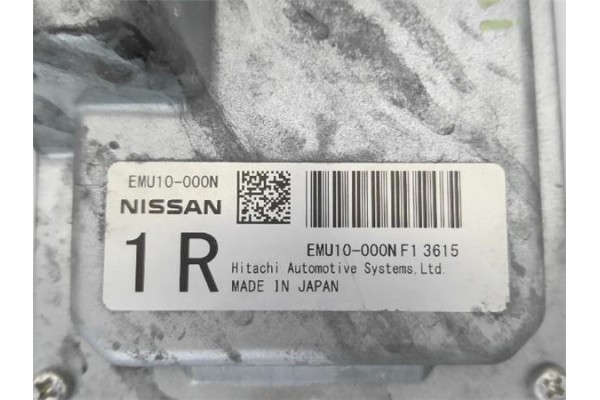 EMU10-000N
NISSAN
1R
EMU10-000N F1 3615
Hitachi Automotive Systems,Ltd.
MADE IN JAPAN